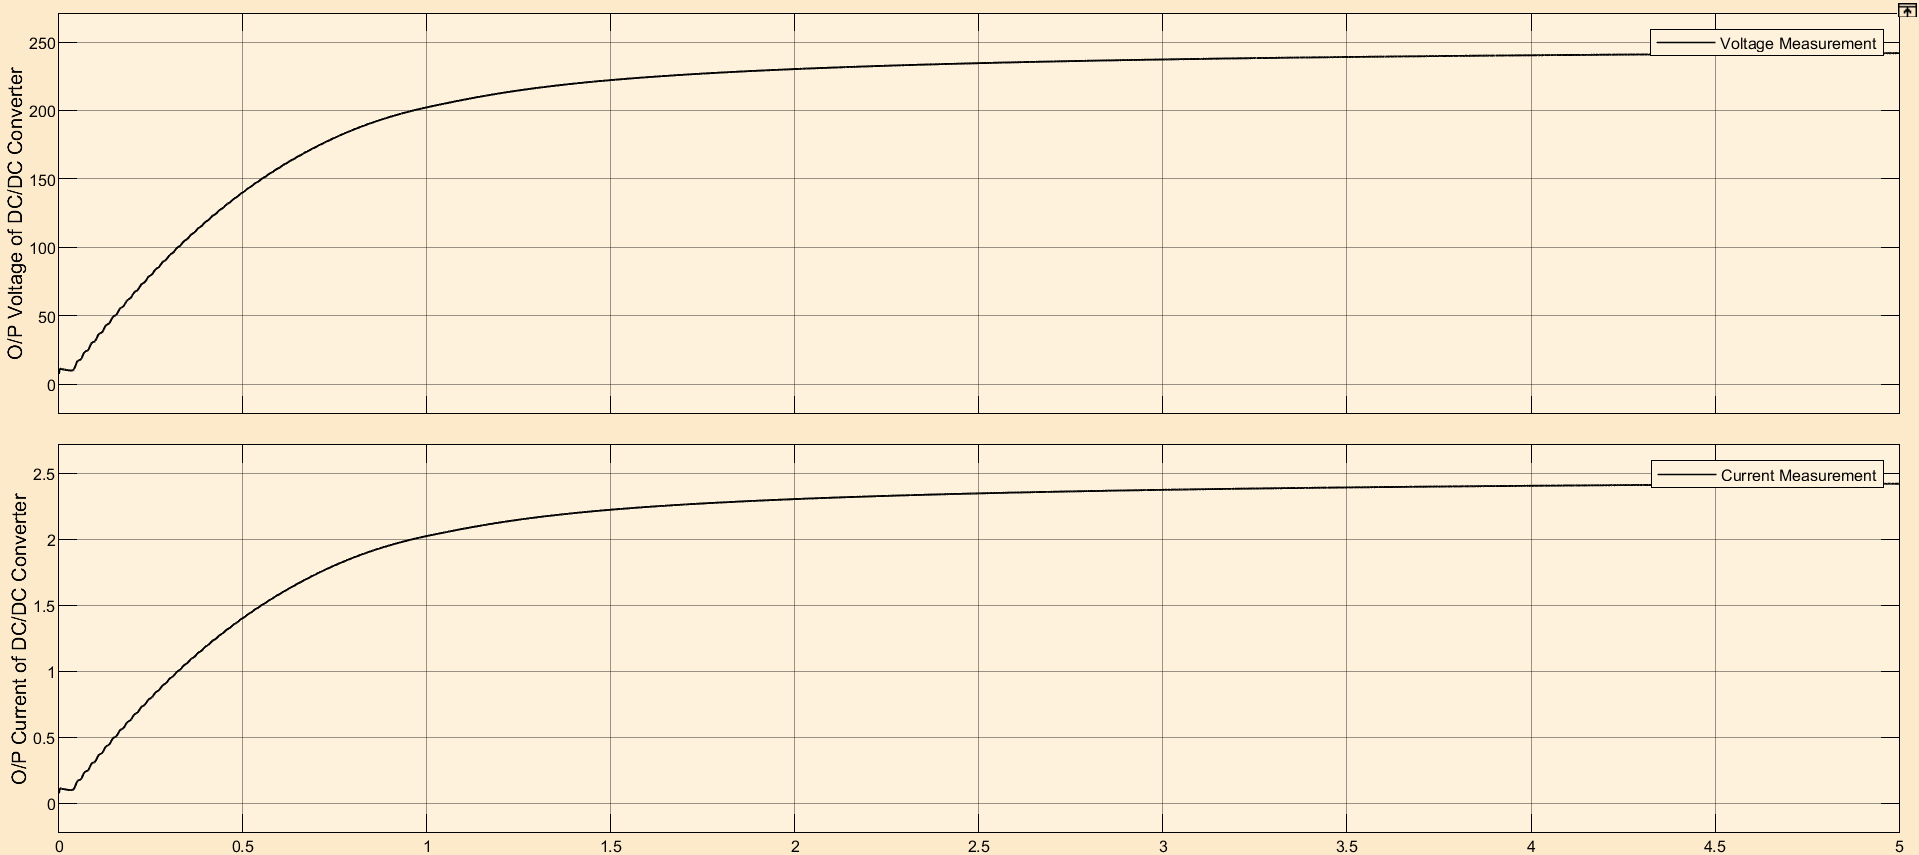 O/P Voltage of DC/DC Converter
250
200
150
100
50
0
Voltage Measurement
O/P Current of DC/DC Converter
2.5
2
1.5
1
0.5
0
Current Measurement
0 0.5 1 1.5 2 2.5 3 3.5 4 4.5 5